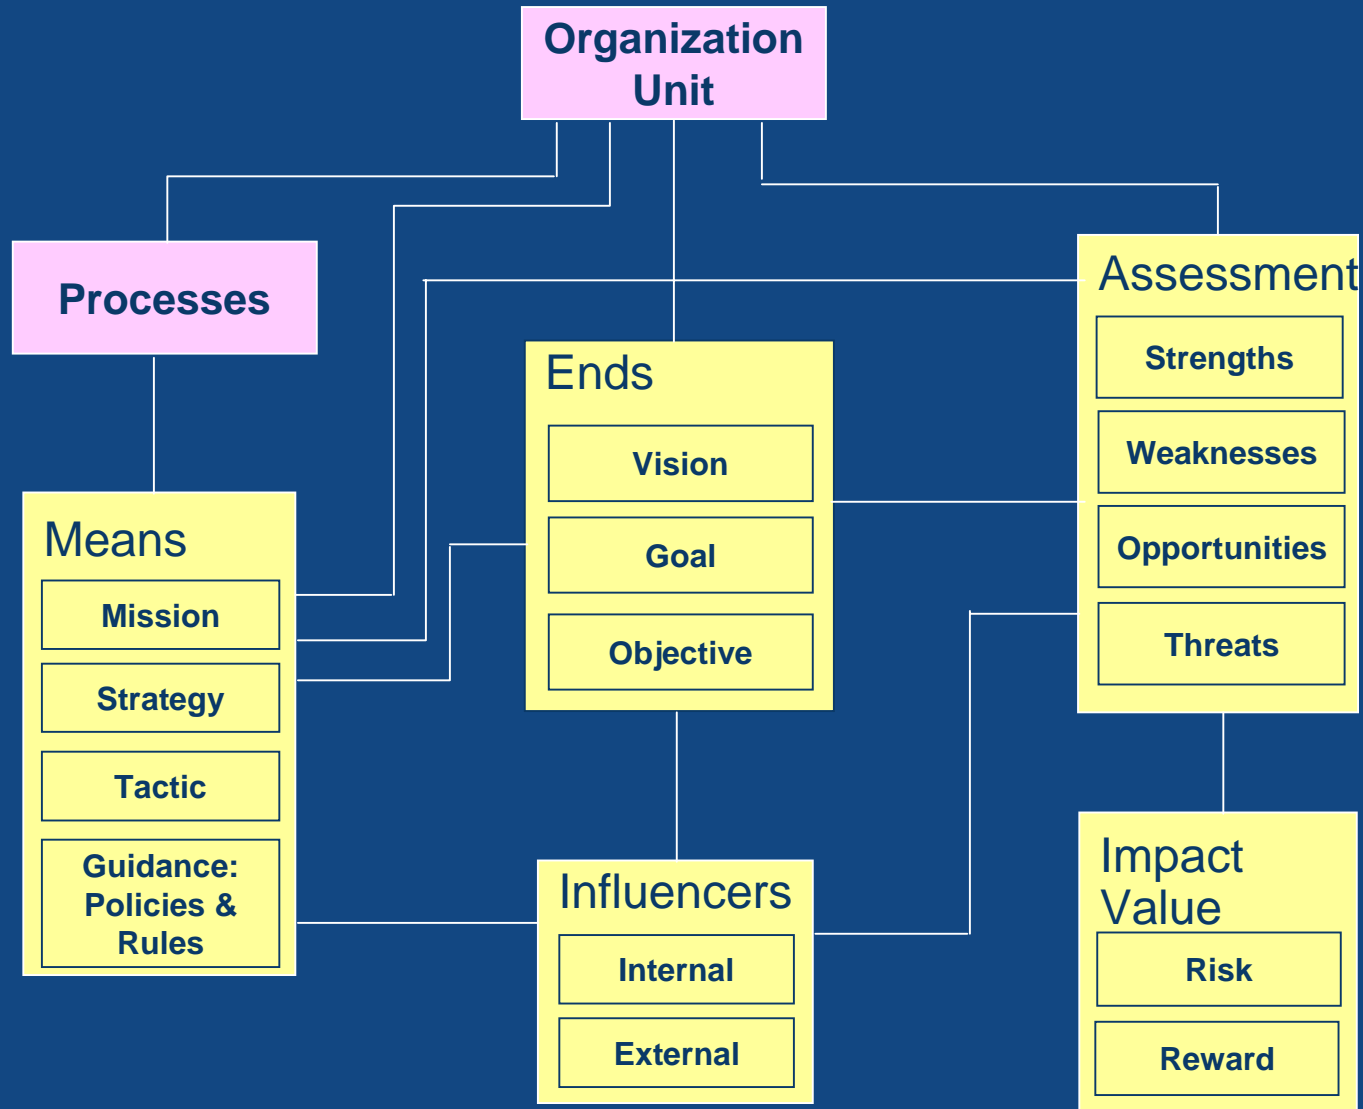 Organization
Unit
Processes
Assessment
Strengths
Weaknesses
Opportunities
Threats
Ends
Vision
Goal
Objective
Means
Mission
Strategy
Tactic
Guidance:
Policies &
Rules
Influencers
Internal
External
Impact
Value
Risk
Reward